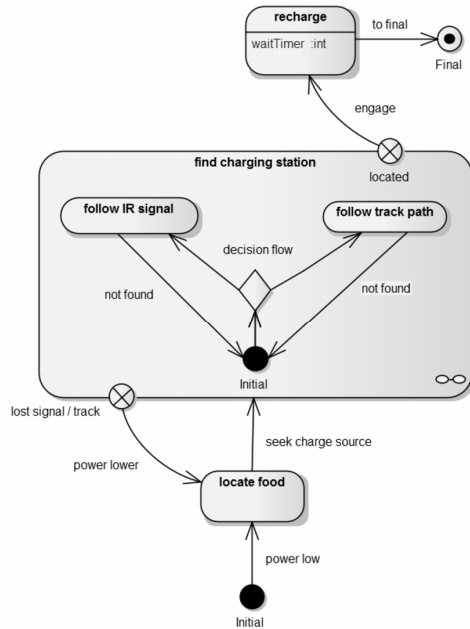 recharge
waitTimer :int
to final
Final
engage
find charging station
located
follow IR signal
follow track path
decision flow
not found
not found
Initial
lost signal / track
seek charge source
power lower
locate food
power low
Initial